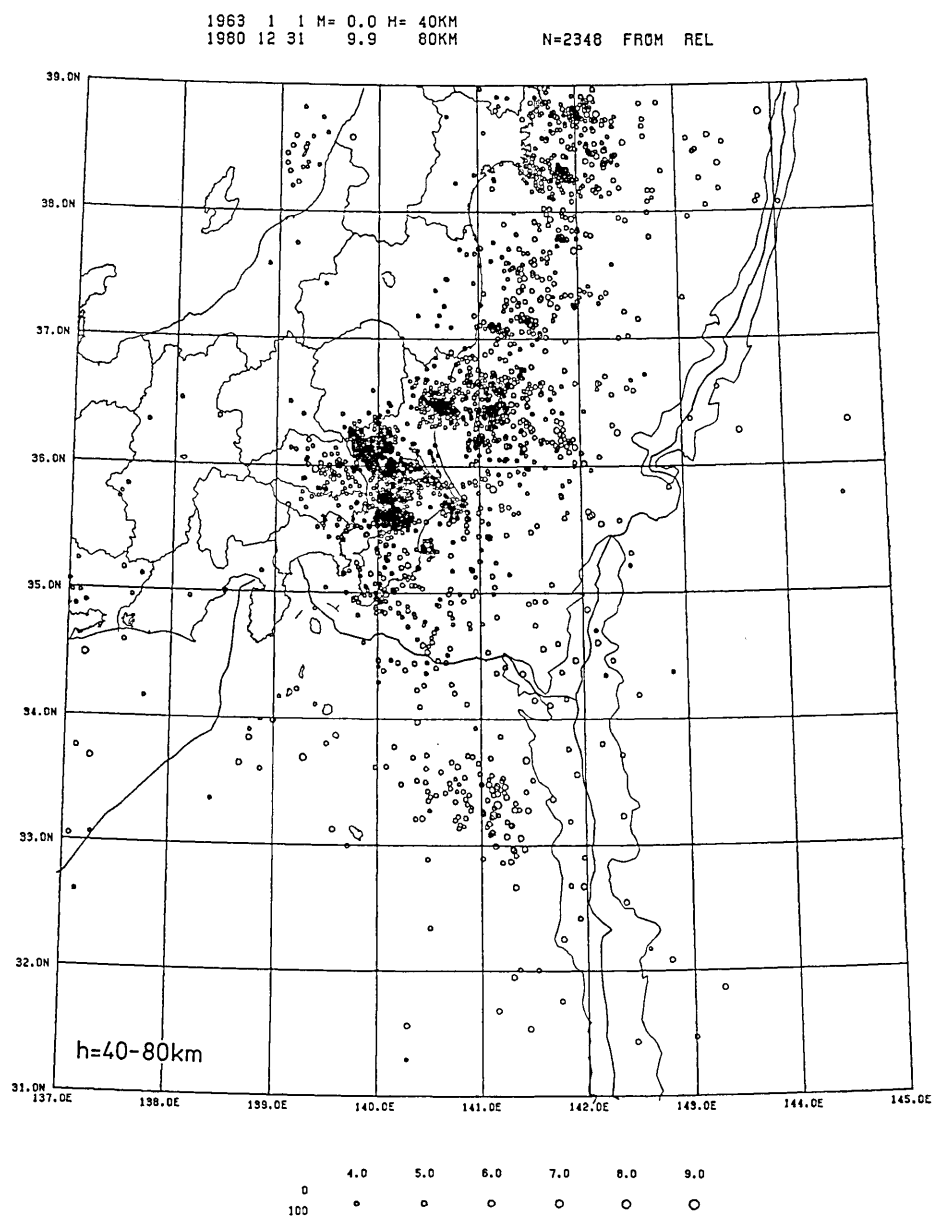 1963 1 1 M= 0.0 H= 40KM
1980 12 31 9.9 80KM N=2348 FROM REL
39.0N
38.0N
37.0N
36.0N
35.0N
34.0N
33.0N
32.0N
h=40-80km
31.0N
137.0E 138.0E 139.0E 140.0E 141.0E 142.0E 143.0E 144.0E 145.0E
4.0 5.0 6.0 7.0 8.0 9.0
0
100